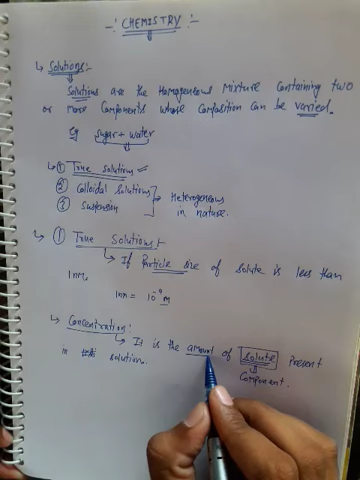 CHEMISTRY
Solutions:-
Solutions are the Homogeneous Mixture Containing two
or more Components whose Composition can be varied.
Eg sugar + water
① True solutions
② Colloidal Solutions
③ Suspension
Heterogeneous
in nature.
① True Solutions
If Particle size of solute is less than
1nm.
1nm = 10⁻⁹ m
Concentration:
It is the amount of solute Present
in solution.
Component.